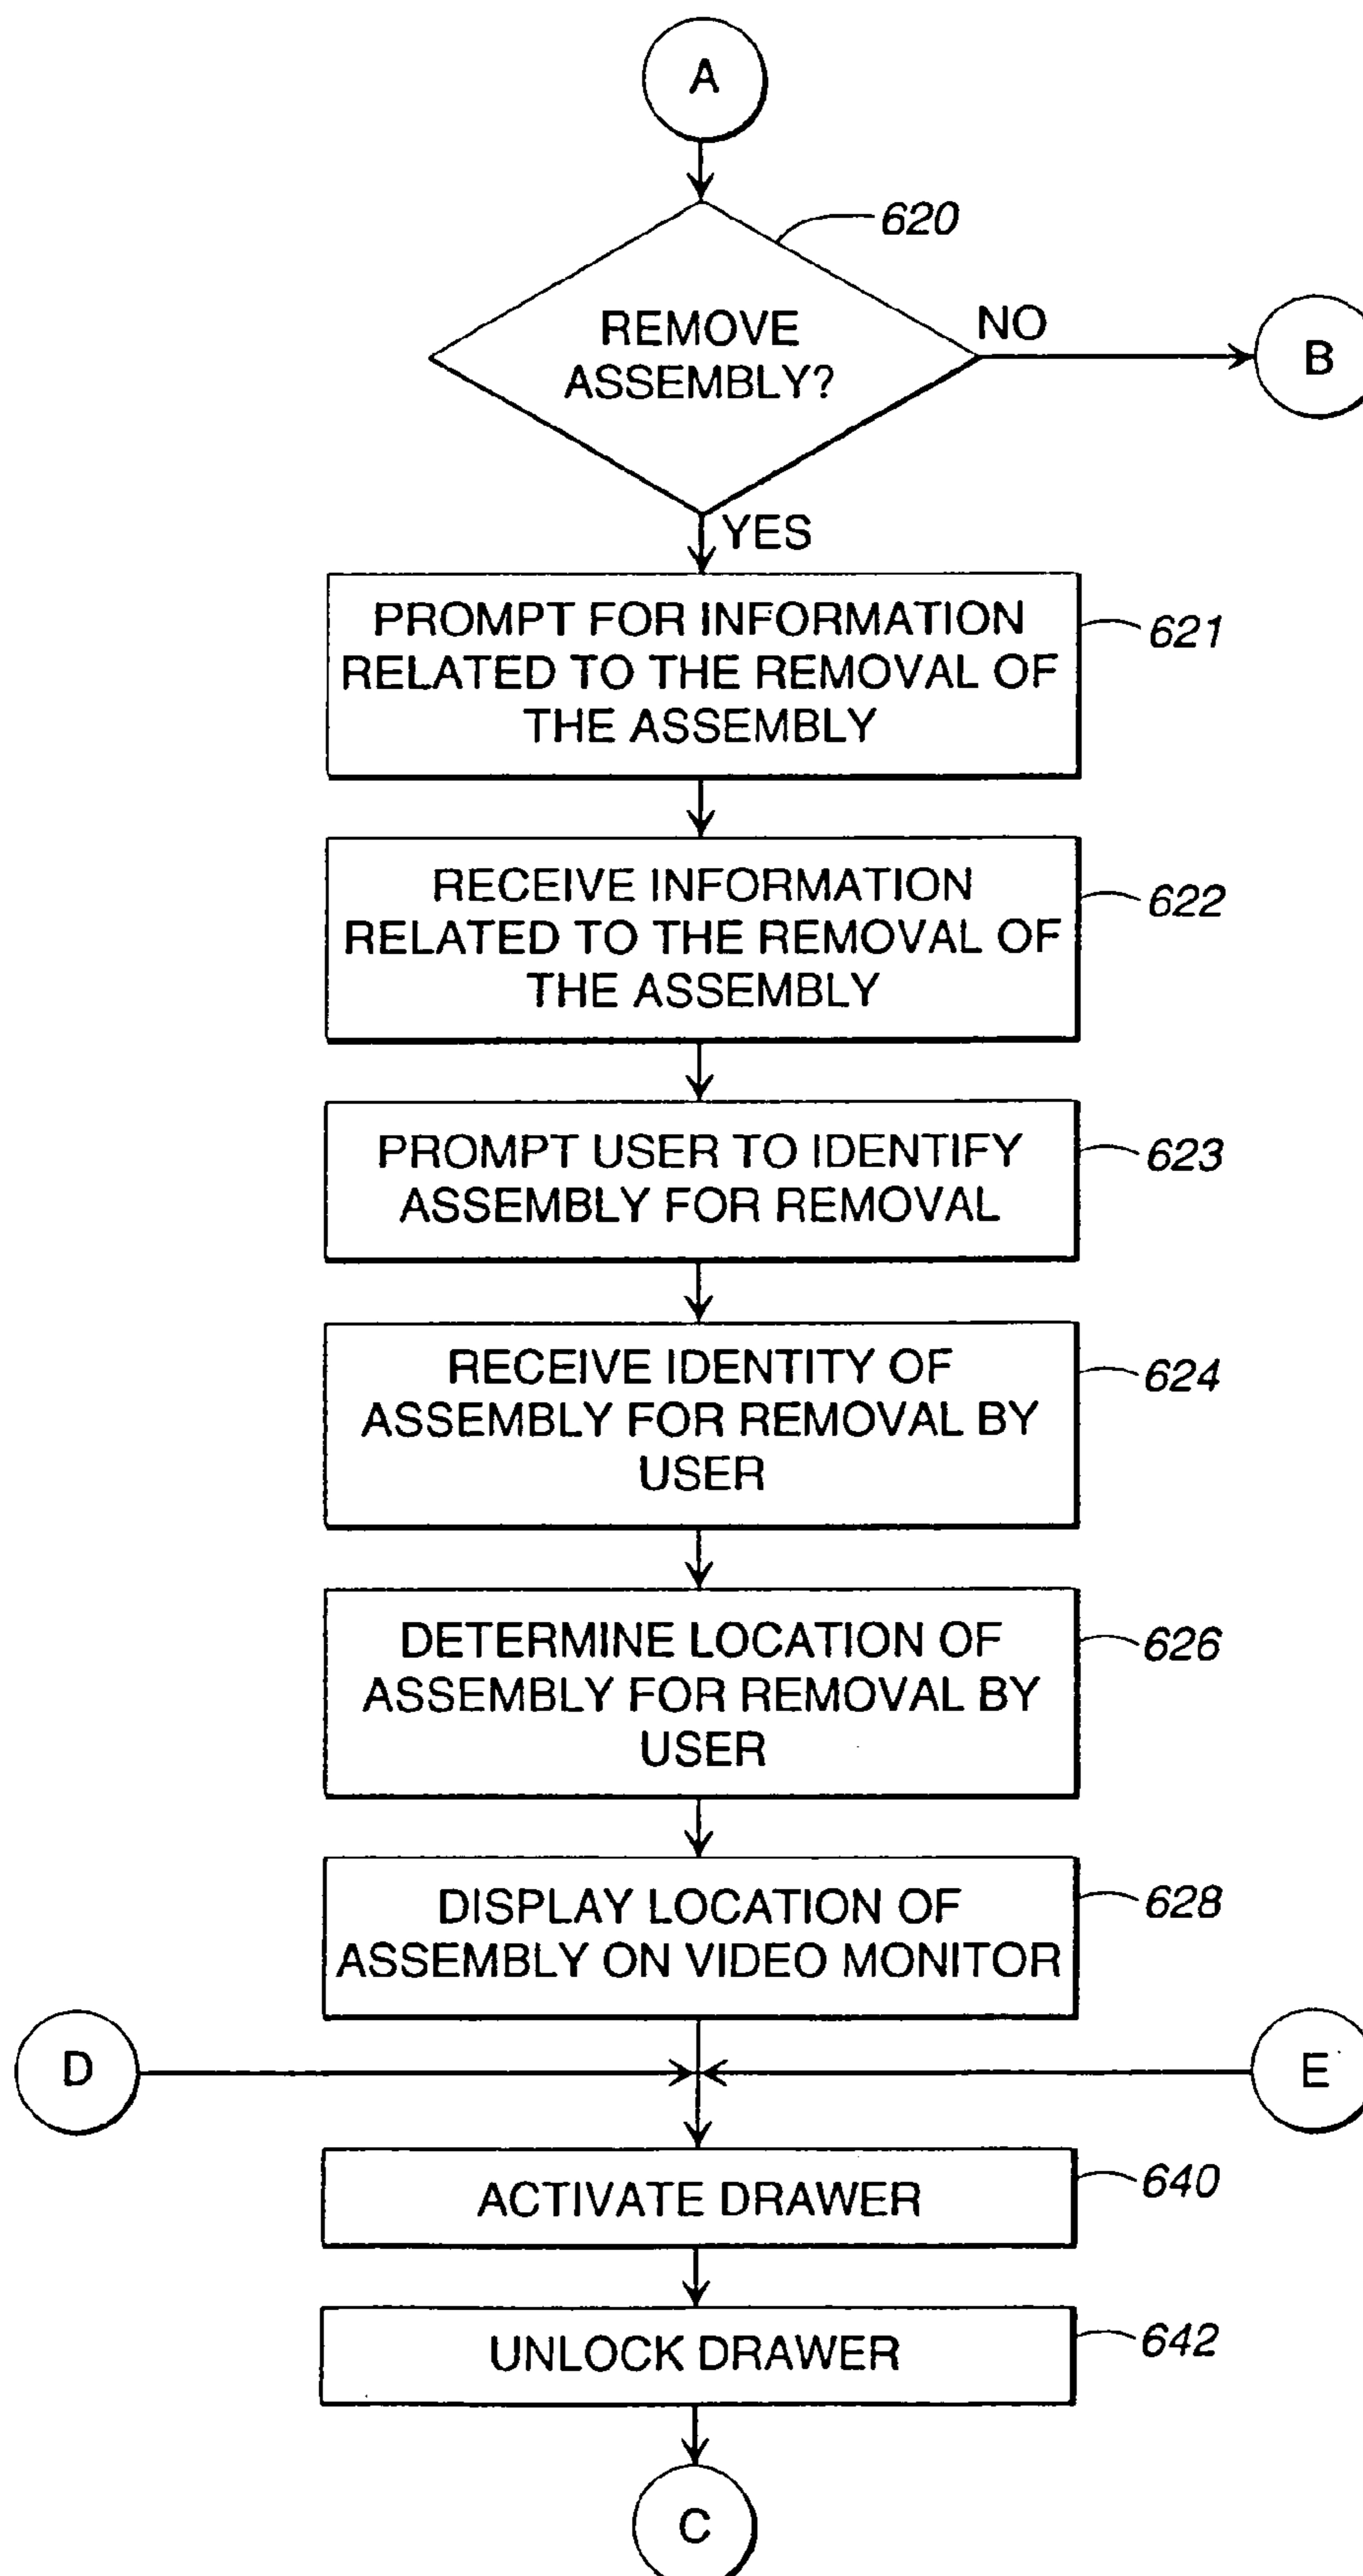 A
620
REMOVE
ASSEMBLY?
NO
B
YES
PROMPT FOR INFORMATION
RELATED TO THE REMOVAL OF
THE ASSEMBLY
621
RECEIVE INFORMATION
RELATED TO THE REMOVAL OF
THE ASSEMBLY
622
PROMPT USER TO IDENTIFY
ASSEMBLY FOR REMOVAL
623
RECEIVE IDENTITY OF
ASSEMBLY FOR REMOVAL BY
USER
624
DETERMINE LOCATION OF
ASSEMBLY FOR REMOVAL BY
USER
626
DISPLAY LOCATION OF
ASSEMBLY ON VIDEO MONITOR
628
D
E
ACTIVATE DRAWER
640
UNLOCK DRAWER
642
C